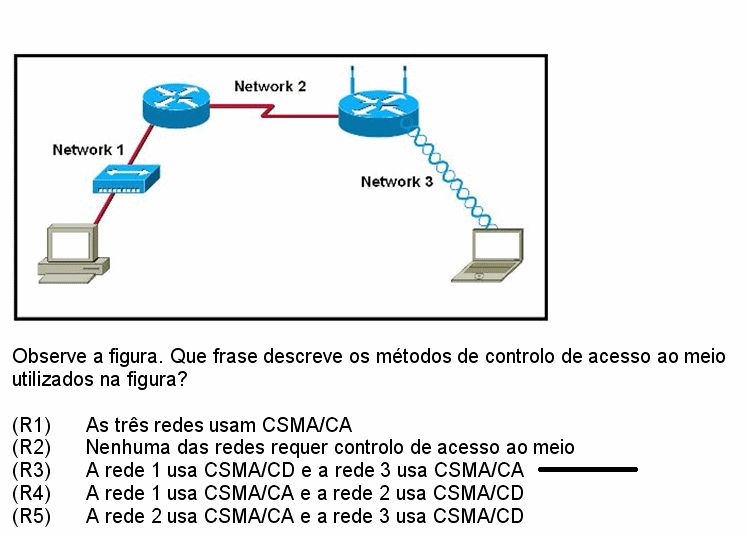 Network 2
Network 1
Network 3
Observe a figura. Que frase descreve os métodos de controlo de acesso ao meio
utilizados na figura?
(R1) As três redes usam CSMA/CA
(R2) Nenhuma das redes requer controlo de acesso ao meio
(R3) A rede 1 usa CSMA/CD e a rede 3 usa CSMA/CA
(R4) A rede 1 usa CSMA/CA e a rede 2 usa CSMA/CD
(R5) A rede 2 usa CSMA/CA e a rede 3 usa CSMA/CD